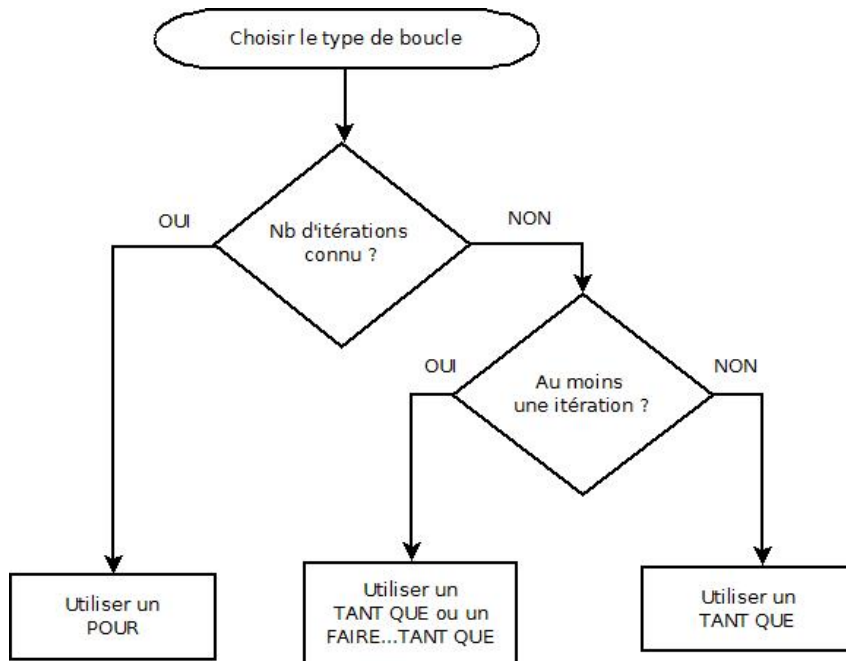 Choisir le type de boucle
OUI
NON
Nb d'itérations
connu ?
OUI
NON
Au moins
une itération ?
Utiliser un
POUR
Utiliser un
TANT QUE ou un
FAIRE...TANT QUE
Utiliser un
TANT QUE